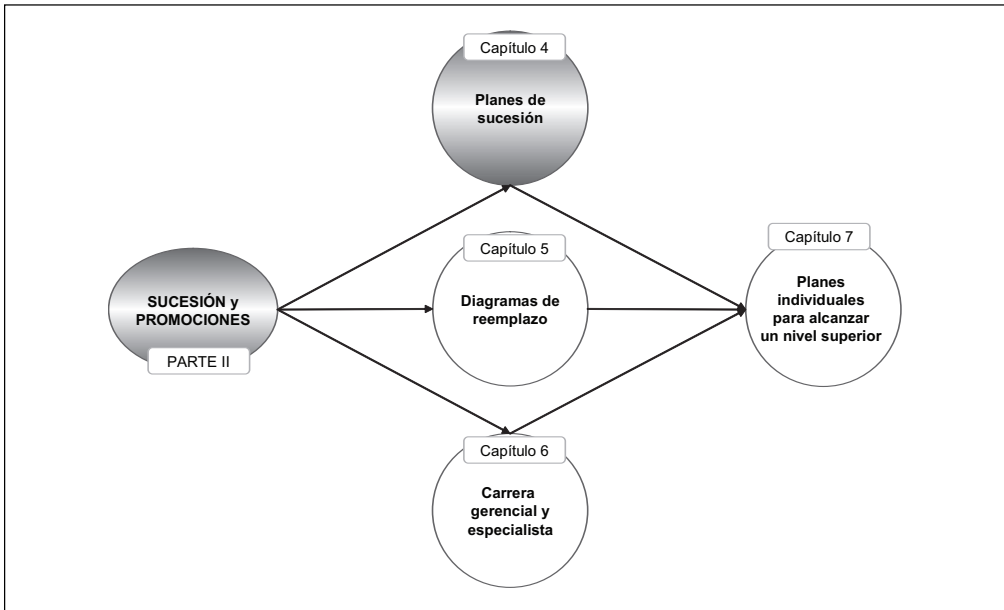 Capítulo 4
Planes de
sucesión
SUCESIÓN y
PROMOCIONES
PARTE II
Capítulo 5
Diagramas de
reemplazo
Capítulo 6
Carrera
gerencial y
especialista
Capítulo 7
Planes
individuales
para alcanzar
un nivel superior